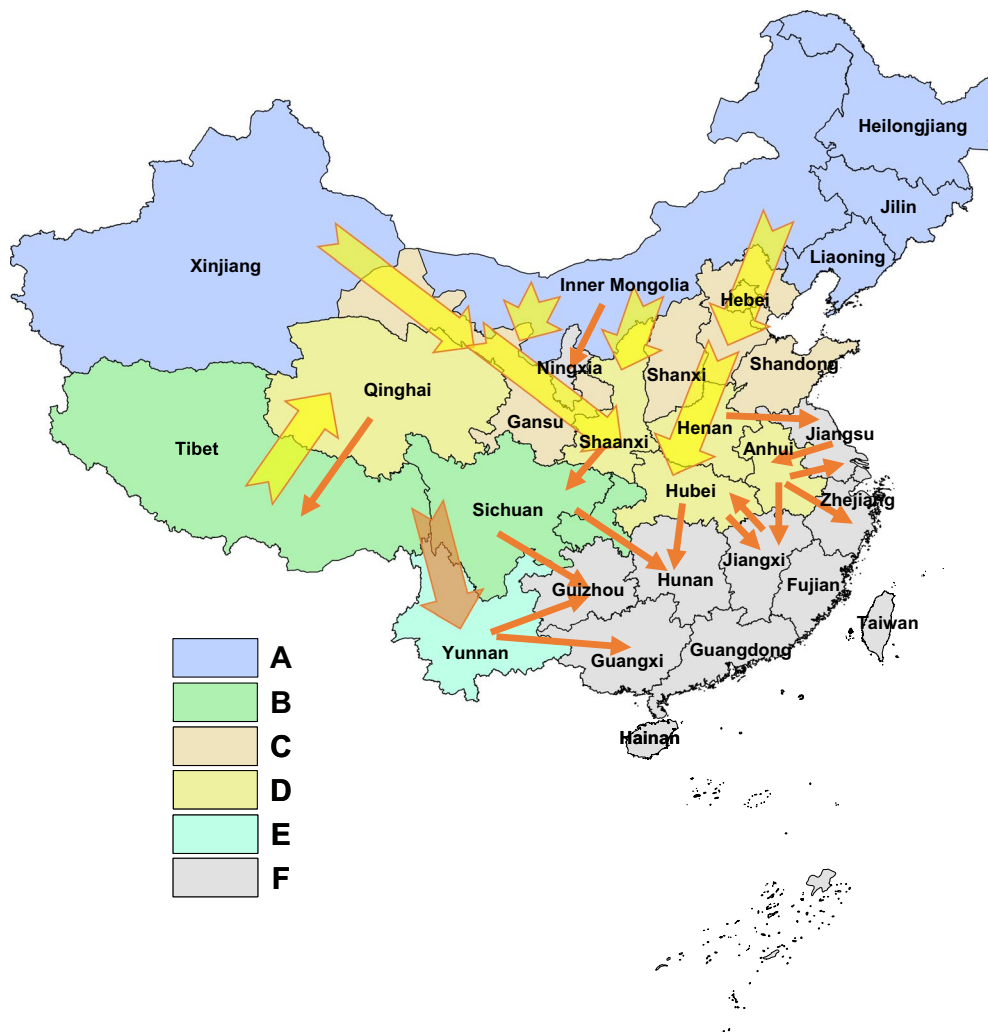 Heilongjiang
Jilin
Liaoning
Xinjiang
Inner Mongolia
Hebei
Ningxia
Shanxi
Shandong
Qinghai
Gansu
Henan
Jiangsu
Shaanxi
Anhui
Tibet
Hubei
Zhejiang
Sichuan
Jiangxi
Hunan
Fujian
Guizhou
Taiwan
Yunnan
Guangxi
Guangdong
Hainan
A
B
C
D
E
F